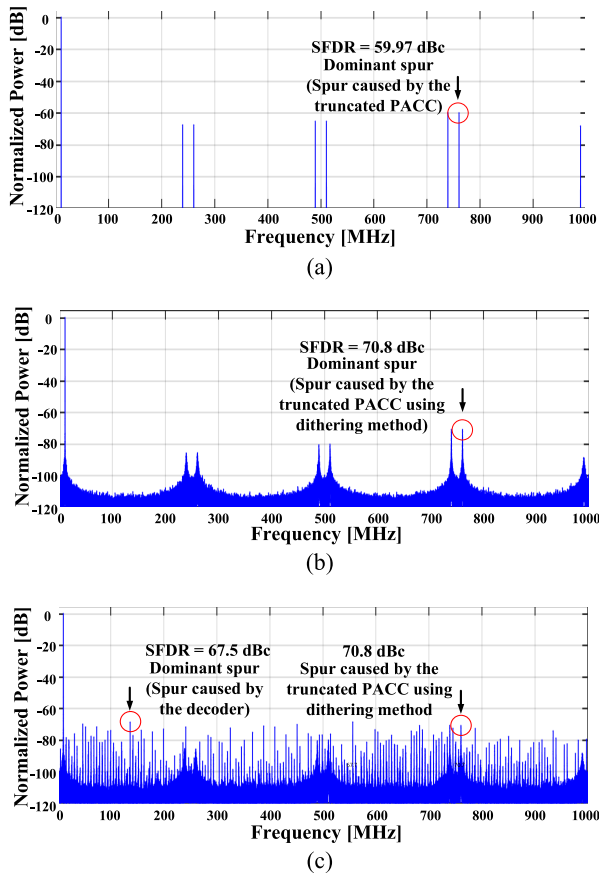 SFDR = 59.97 dBc
Dominant spur
(Spur caused by the
truncated PACC)
Normalized Power [dB]
0
-20
-40
-60
-80
-100
-120
0 100 200 300 400 500 600 700 800 900 1000
Frequency [MHz]
(a)
SFDR = 70.8 dBc
Dominant spur
(Spur caused by the
truncated PACC using
dithering method)
Normalized Power [dB]
0
-20
-40
-60
-80
-100
-120
0 100 200 300 400 500 600 700 800 900 1000
Frequency [MHz]
(b)
SFDR = 67.5 dBc
Dominant spur
(Spur caused by
the decoder)
70.8 dBc
Spur caused by the
truncated PACC using
dithering method
Normalized Power [dB]
0
-20
-40
-60
-80
-100
-120
0 100 200 300 400 500 600 700 800 900 1000
Frequency [MHz]
(c)